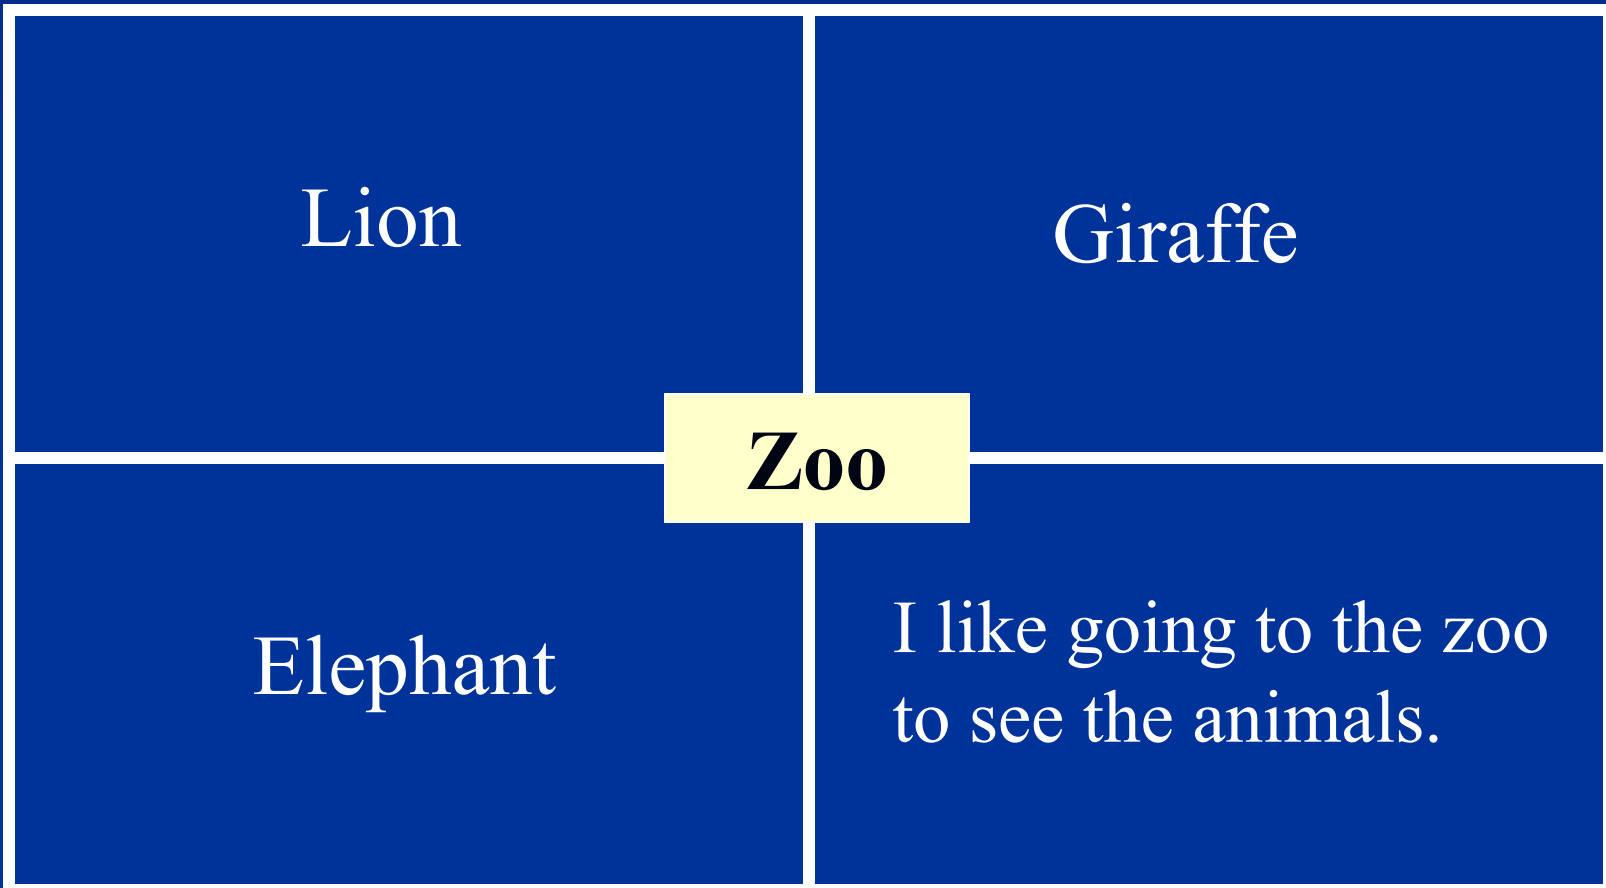 Lion
Giraffe
Zoo
Elephant
I like going to the zoo
to see the animals.